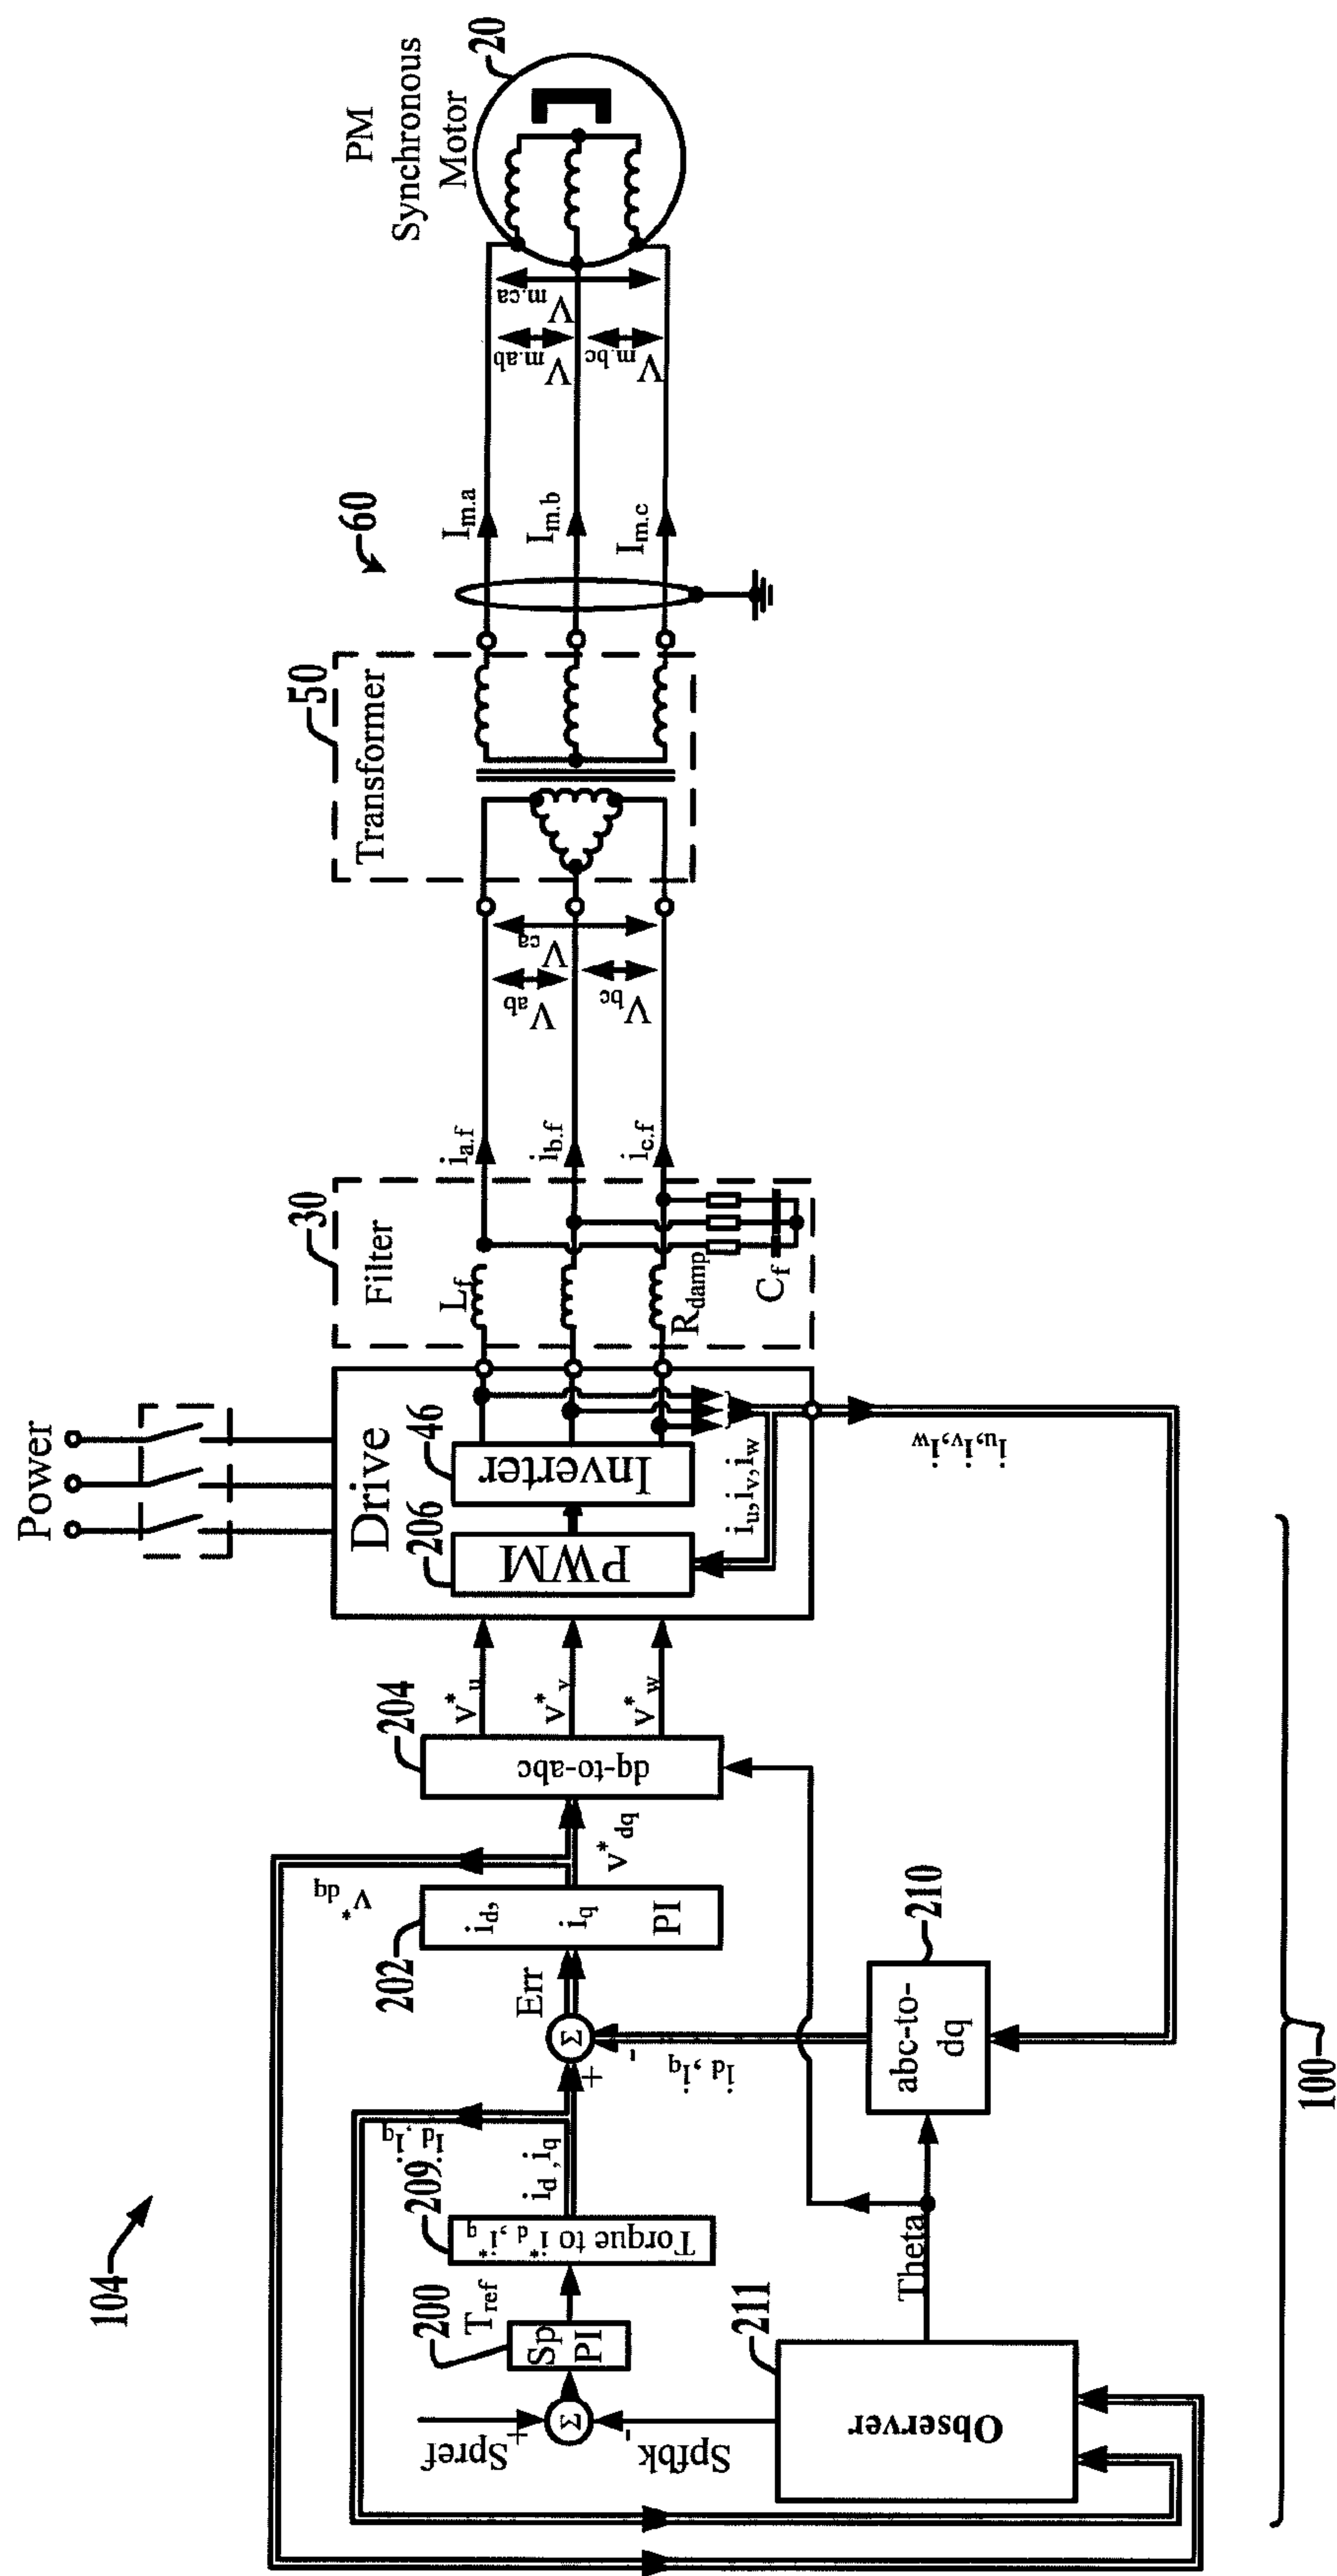 104
Power
Drive
206
PWM
46
Inverter
i_u, i_v, i_w
i_u, i_v, i_w
30
Filter
L_f
R_damp
C_f
i_a.f
i_b.f
i_c.f
V_ab
V_bc
V_ca
50
Transformer
60
I_m.a
I_m.b
I_m.c
V_m.ab
V_m.bc
V_m.ca
PM
Synchronous
Motor
20
Spref
+
Σ
-
Spfbk
200
Sp
PI
T_ref
209
Torque to i*_d, i*_q
i_d, i_q
i_d, i_q
+
Σ
-
i_d, i_q
Err
202
i_d,
i_q
PI
v*_dq
v*_dq
204
dq-to-abc
v*_u
v*_v
v*_w
211
Observer
Theta
210
abc-to-
dq
100